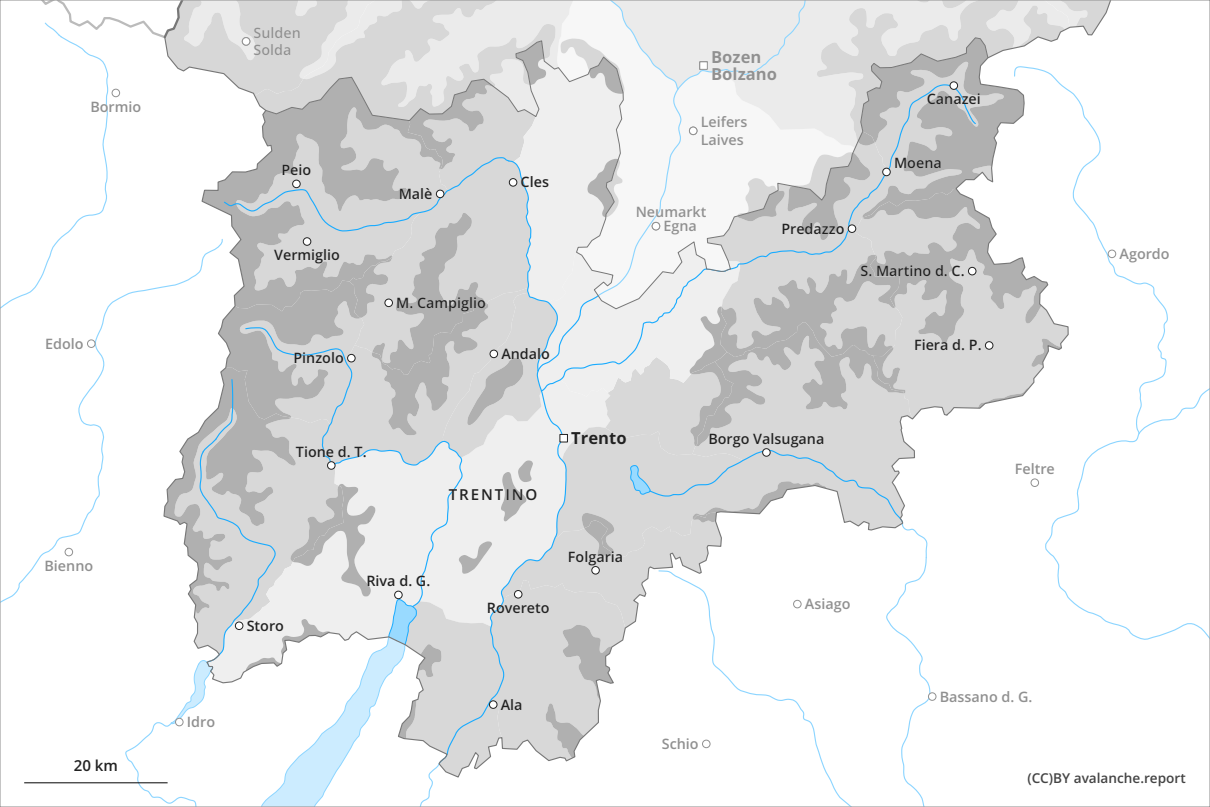 Sulden
Solda
Bozen
Bolzano
Bormio
Canazei
Leifers
Laives
Moena
Peio
Malè
Cles
Neumarkt
Egna
Predazzo
Vermiglio
Agordo
S. Martino d. C.
M. Campiglio
Edolo
Pinzolo
Andalo
Fiera d. P.
Trento
Borgo Valsugana
Tione d. T.
Feltre
TRENTINO
Folgaria
Bienno
Riva d. G.
Rovereto
Asiago
Storo
Bassano d. G.
Ala
Idro
Schio
20 km
(CC)BY avalanche.report